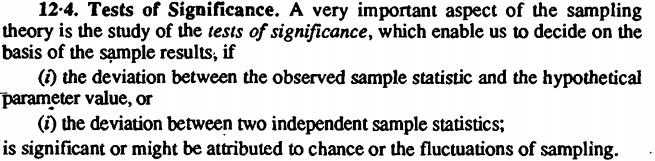 12·4. Tests of Significance. A very important aspect of the sampling
theory is the study of the tests of significance, which enable us to decide on the
basis of the sample results, if
(i) the deviation between the observed sample statistic and the hypothetical
parameter value, or
(i) the deviation between two independent sample statistics;
is significant or might be attributed to chance or the fluctuations of sampling.